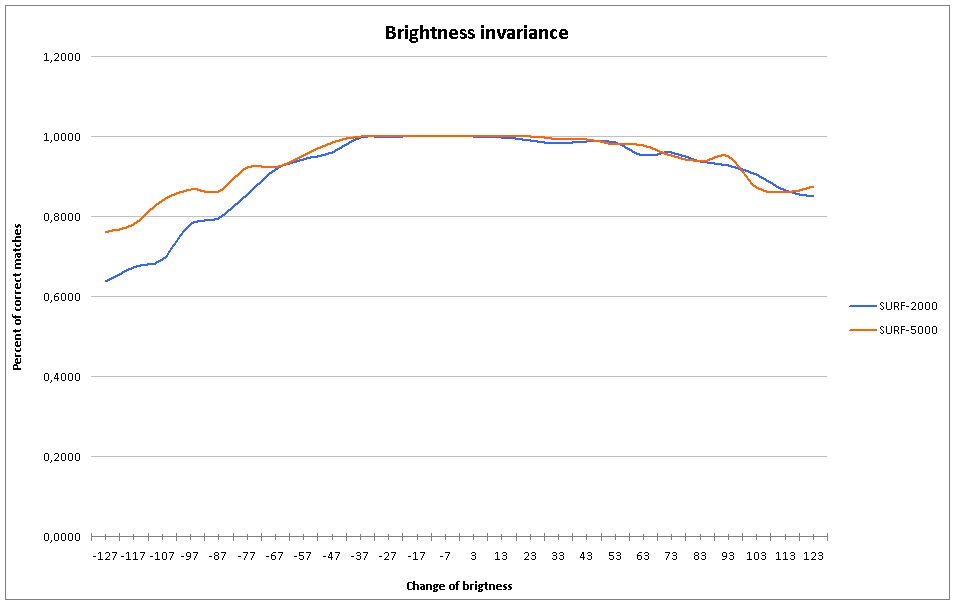 Brightness invariance
1,2000
1,0000
0,8000
0,6000
0,4000
0,2000
0,0000
Percent of correct matches
-127 -117 -107 -97 -87 -77 -67 -57 -47 -37 -27 -17 -7 3 13 23 33 43 53 63 73 83 93 103 113 123
Change of brigtness
SURF-2000
SURF-5000